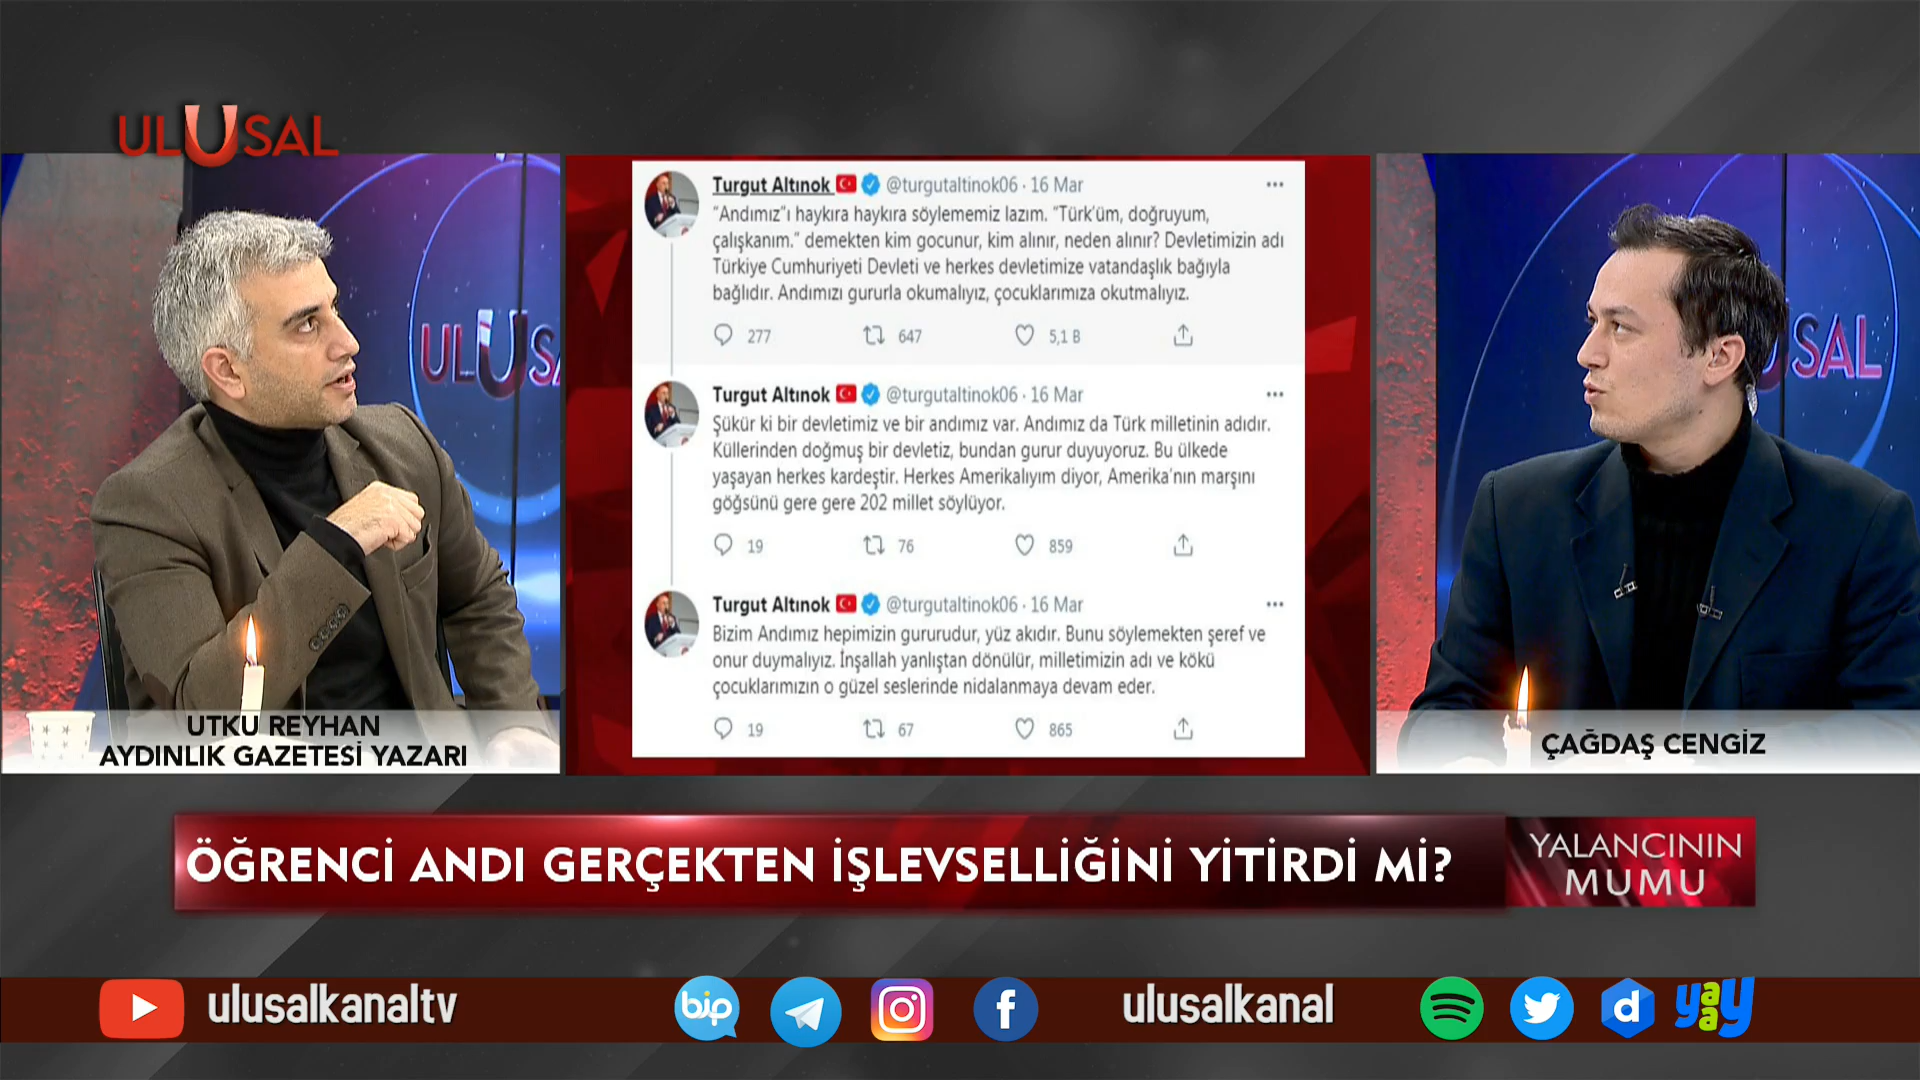 ULUSAL
ULUSA
USAL
Turgut Altınok @turgutaltinok06 · 16 Mar
"Andımız"ı haykıra haykıra söylememiz lazım. "Türk'üm, doğruyum,
çalışkanım." demekten kim gocunur, kim alınır, neden alınır? Devletimizin adı
Türkiye Cumhuriyeti Devleti ve herkes devletimize vatandaşlık bağıyla
bağlıdır. Andımızı gururla okumalıyız, çocuklarımıza okutmalıyız.
277 647 5,1 B
Turgut Altınok @turgutaltinok06 · 16 Mar
Şükür ki bir devletimiz ve bir andımız var. Andımız da Türk milletinin adıdır.
Küllerinden doğmuş bir devletiz, bundan gurur duyuyoruz. Bu ülkede
yaşayan herkes kardeştir. Herkes Amerikalıyım diyor, Amerika'nın marşını
göğsünü gere gere 202 millet söylüyor.
19 76 859
Turgut Altınok @turgutaltinok06 · 16 Mar
Bizim Andımız hepimizin gururudur, yüz akıdır. Bunu söylemekten şeref ve
onur duymalıyız. İnşallah yanlıştan dönülür, milletimizin adı ve kökü
çocuklarımızın o güzel seslerinde nidalanmaya devam eder.
19 67 865
UTKU REYHAN
AYDINLIK GAZETESİ YAZARI
ÇAĞDAŞ CENGİZ
ÖĞRENCİ ANDI GERÇEKTEN İŞLEVSELLİĞİNİ YİTİRDİ Mİ?
YALANCININ
MUMU
ulusalkanaltv
bip
ulusalkanal
d
yaay